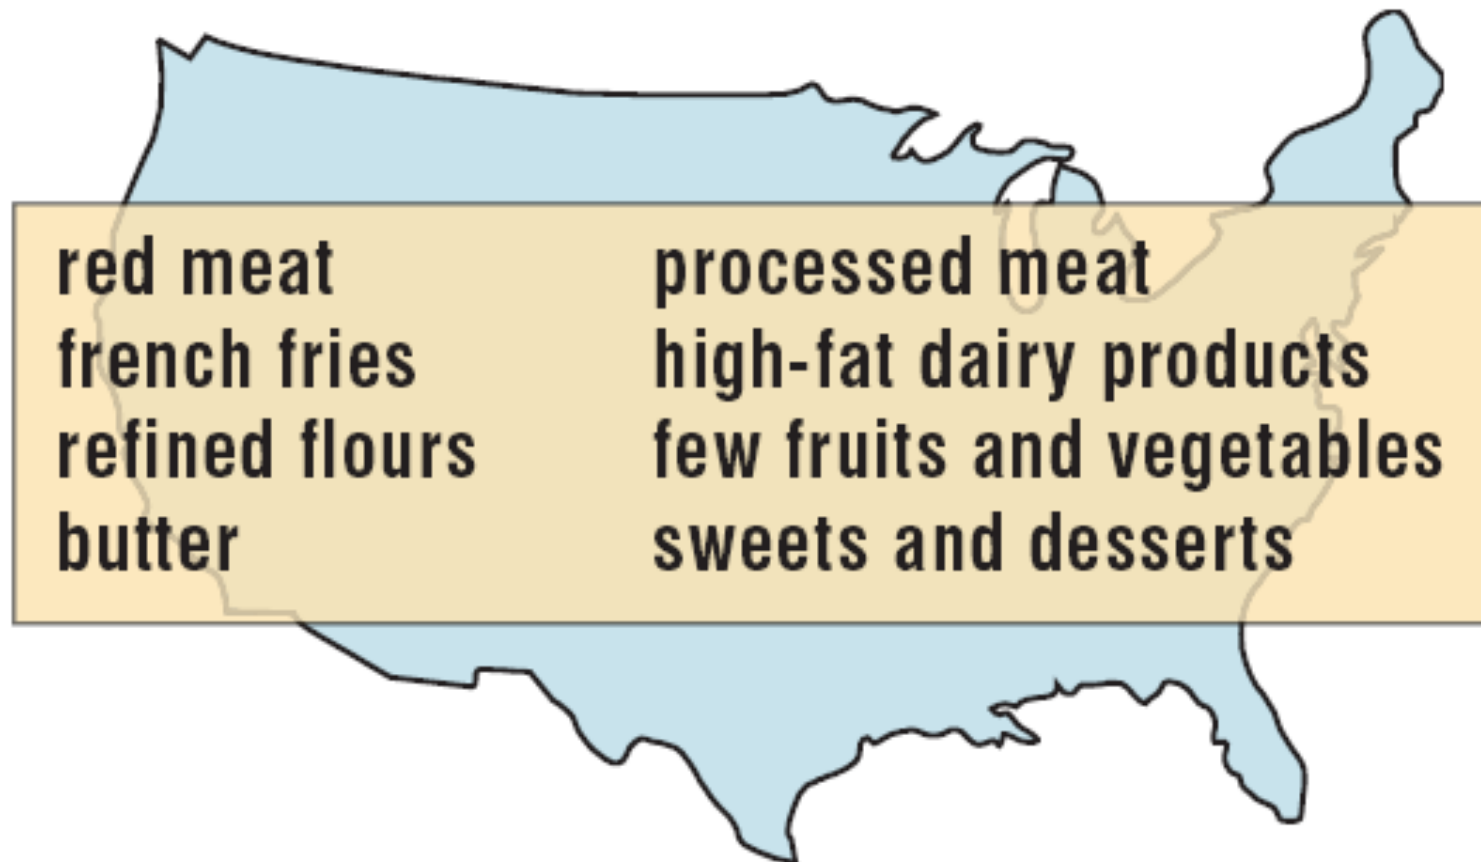 red meat
french fries
refined flours
butter
processed meat
high-fat dairy products
few fruits and vegetables
sweets and desserts